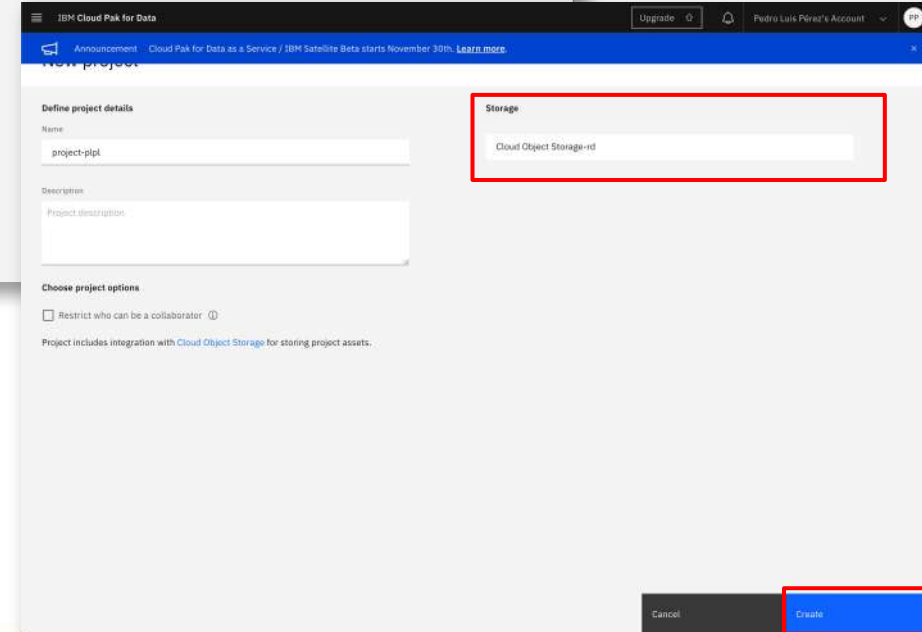 IBM Cloud Pak for Data
Upgrade
Pedro Luis Pérez's Account
PP
Announcement Cloud Pak for Data as a Service / IBM Satellite Beta starts November 30th. Learn more.
New project
Define project details
Name
project-plpl
Description
Project description
Choose project options
Restrict who can be a collaborator
Project includes integration with Cloud Object Storage for storing project assets.
Storage
Cloud Object Storage-rd
Cancel
Create